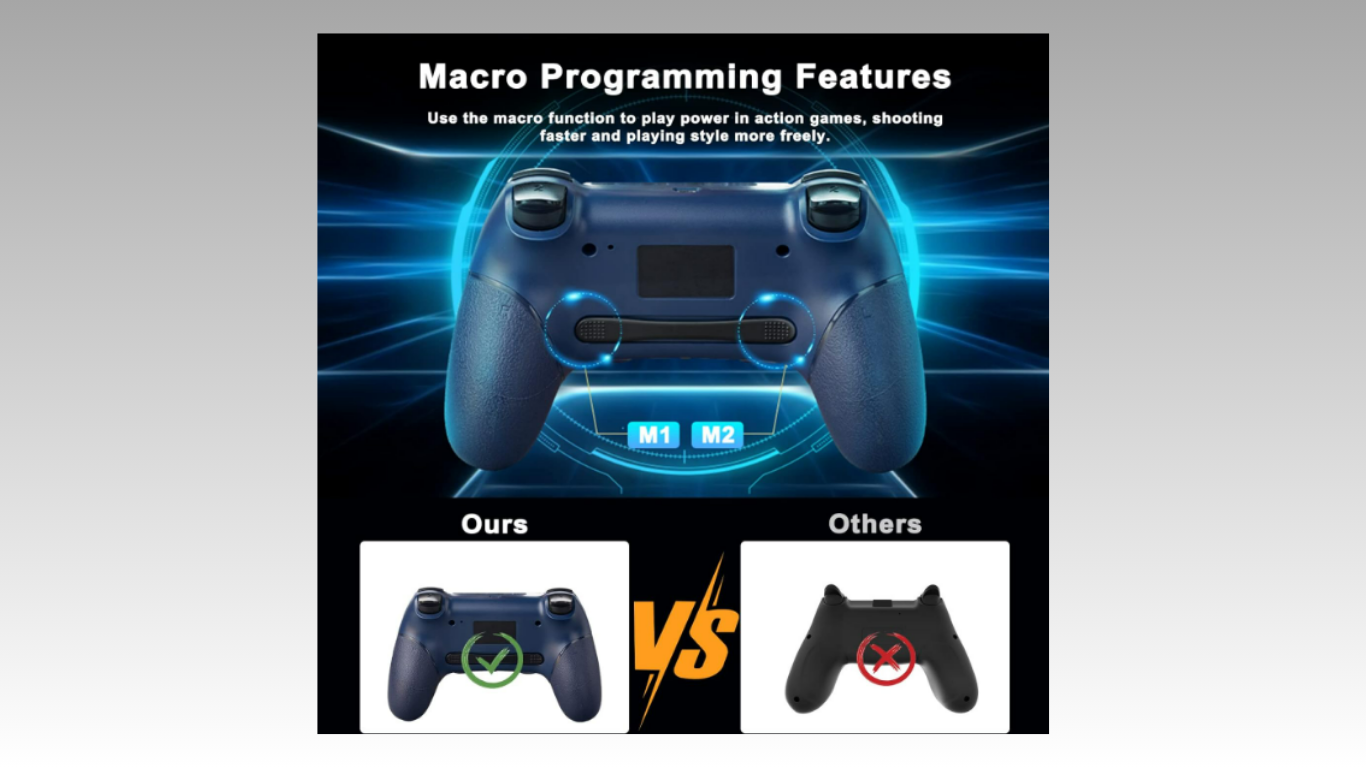 Macro Programming Features
Use the macro function to play power in action games, shooting
faster and playing style more freely.
M1 M2
Ours
Others
VS